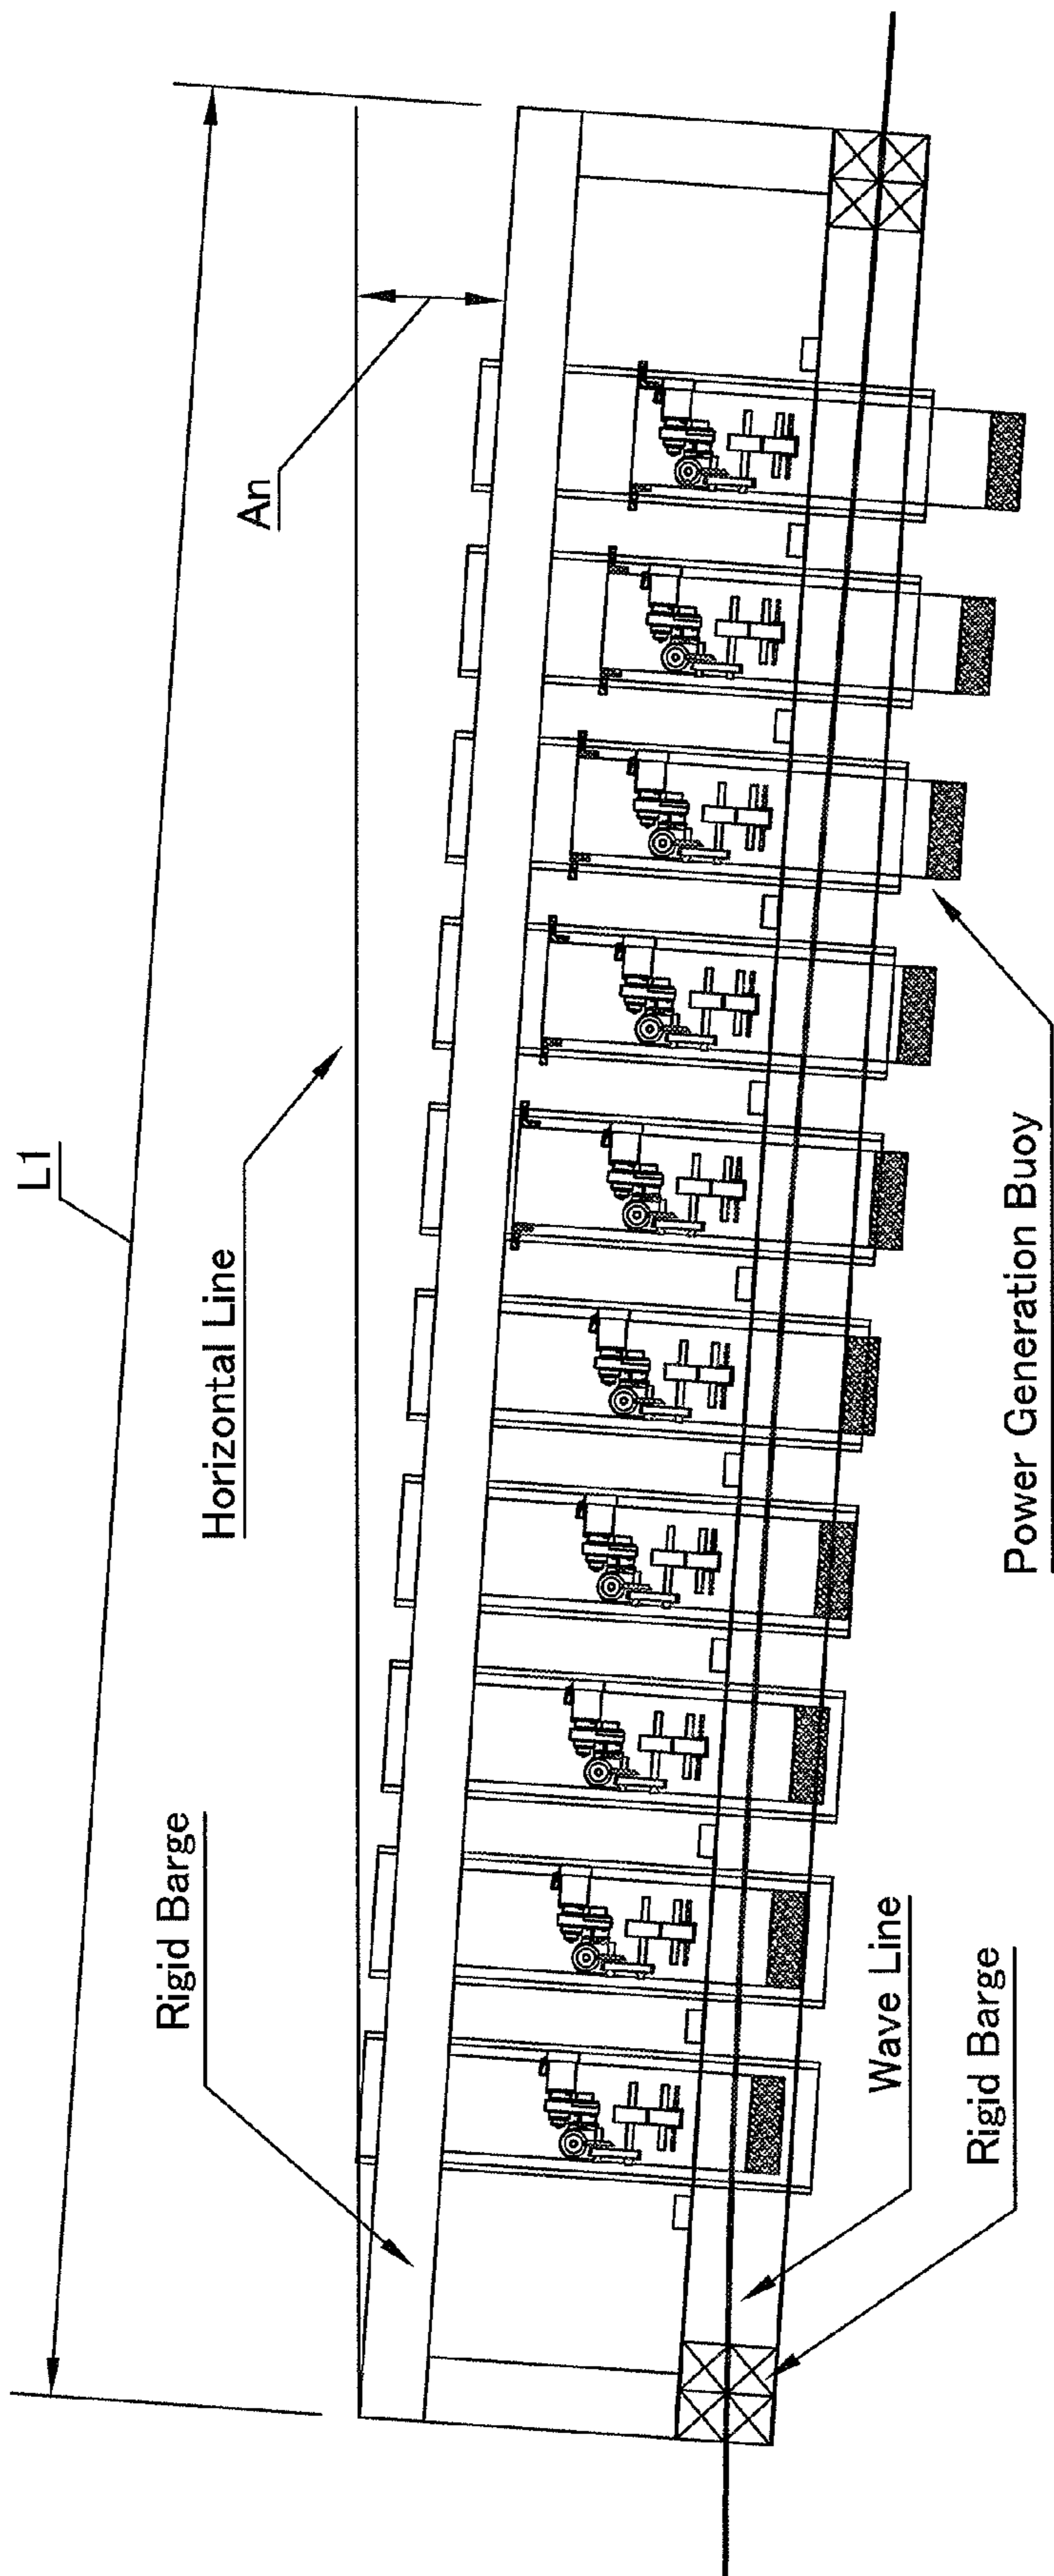 L1
Horizontal Line
An
Rigid Barge
Power Generation Buoy
Wave Line
Rigid Barge